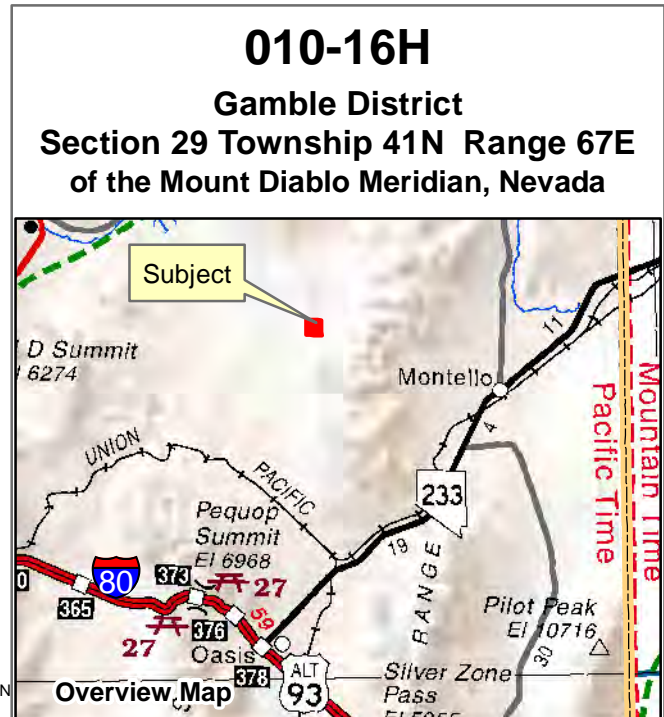 010-16H
Gamble District
Section 29 Township 41N Range 67E
of the Mount Diablo Meridian, Nevada
Subject
D Summit
6274
Montello
11
4
Mountain Time
Pacific Time
UNION
PACIFIC
233
19
RANGE
Pequop
Summit
El 6968
80
373
27
365
27
376
59
Oasis
378
ALT
93
Pilot Peak
El 10716
30
Silver Zone
Pass
Overview Map
N